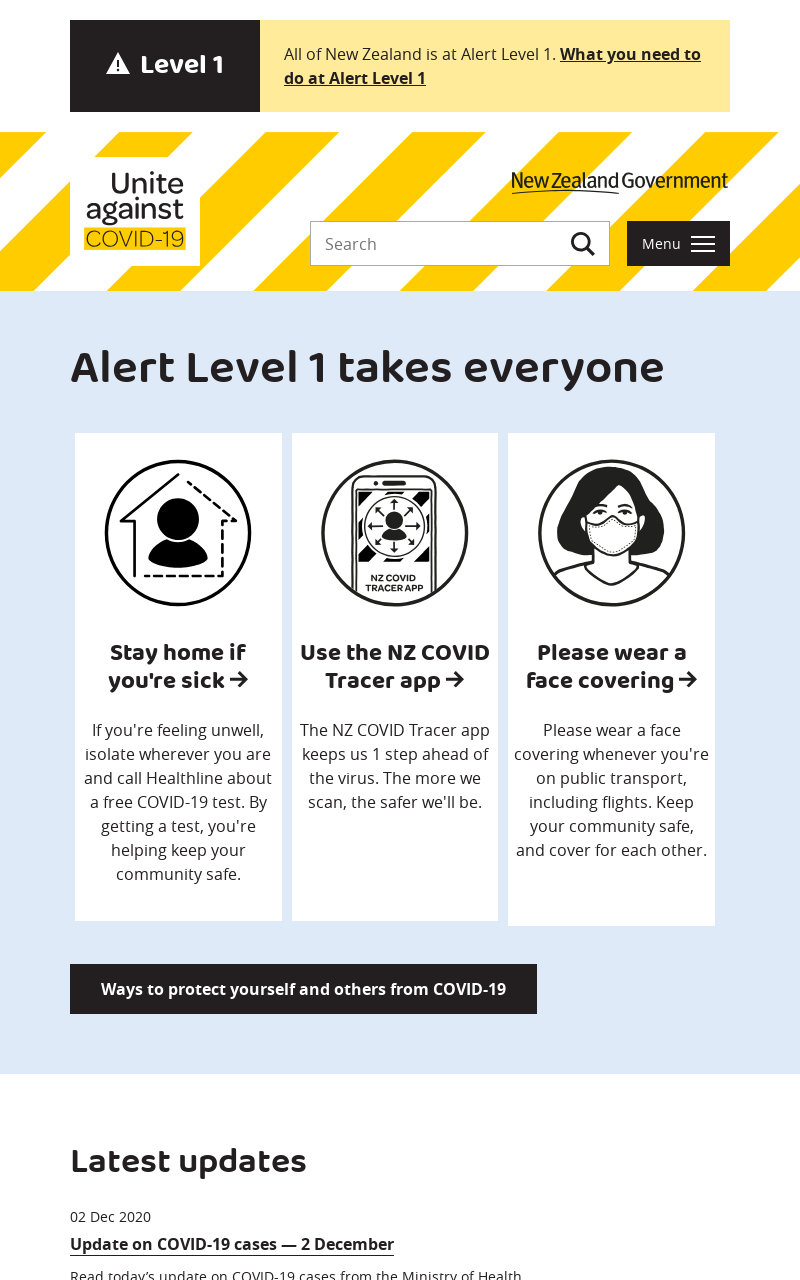 Level 1
All of New Zealand is at Alert Level 1. What you need to
do at Alert Level 1
Unite
against
COVID-19
New Zealand Government
Search
Menu
Alert Level 1 takes everyone
NZ COVID
TRACER APP
Stay home if
you're sick →
If you're feeling unwell,
isolate wherever you are
and call Healthline about
a free COVID-19 test. By
getting a test, you're
helping keep your
community safe.
Use the NZ COVID
Tracer app →
The NZ COVID Tracer app
keeps us 1 step ahead of
the virus. The more we
scan, the safer we'll be.
Please wear a
face covering →
Please wear a face
covering whenever you're
on public transport,
including flights. Keep
your community safe,
and cover for each other.
Ways to protect yourself and others from COVID-19
Latest updates
02 Dec 2020
Update on COVID-19 cases — 2 December
Read today’s update on COVID-19 cases from the Ministry of Health